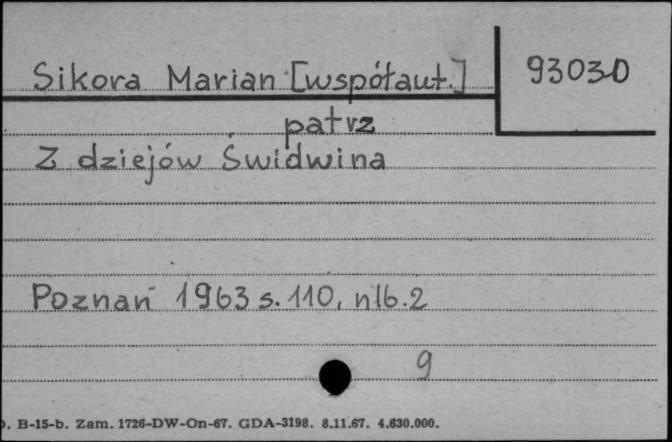 Sikora Marian [współaut.] 93030
patrz
Z dziejów Świdwina
Poznań 1963 s. 110, nlb. 2
9
B-15-b. Zam. 1726-DW-On-67. GDA-3198. 8.11.67. 4.630.000.